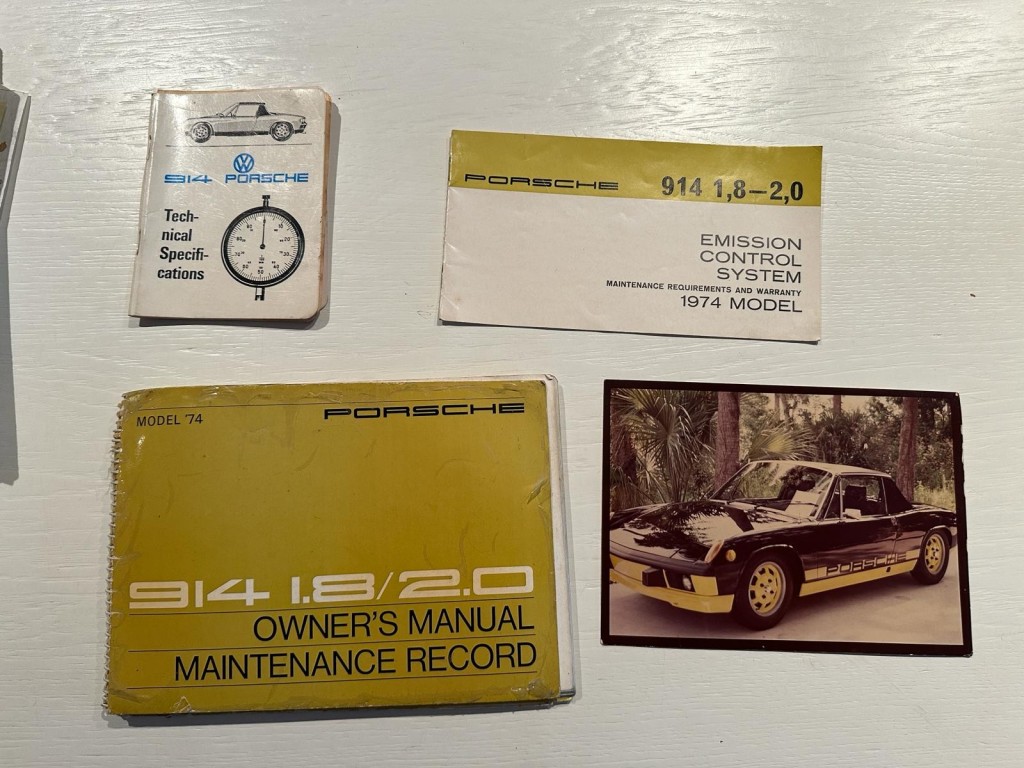 VW
914 PORSCHE
Tech-
nical
Specifi-
cations
PORSCHE 914 1,8–2,0
EMISSION
CONTROL
SYSTEM
MAINTENANCE REQUIREMENTS AND WARRANTY
1974 MODEL
MODEL '74 PORSCHE
914 1.8/2.0
OWNER'S MANUAL
MAINTENANCE RECORD
PORSCHE